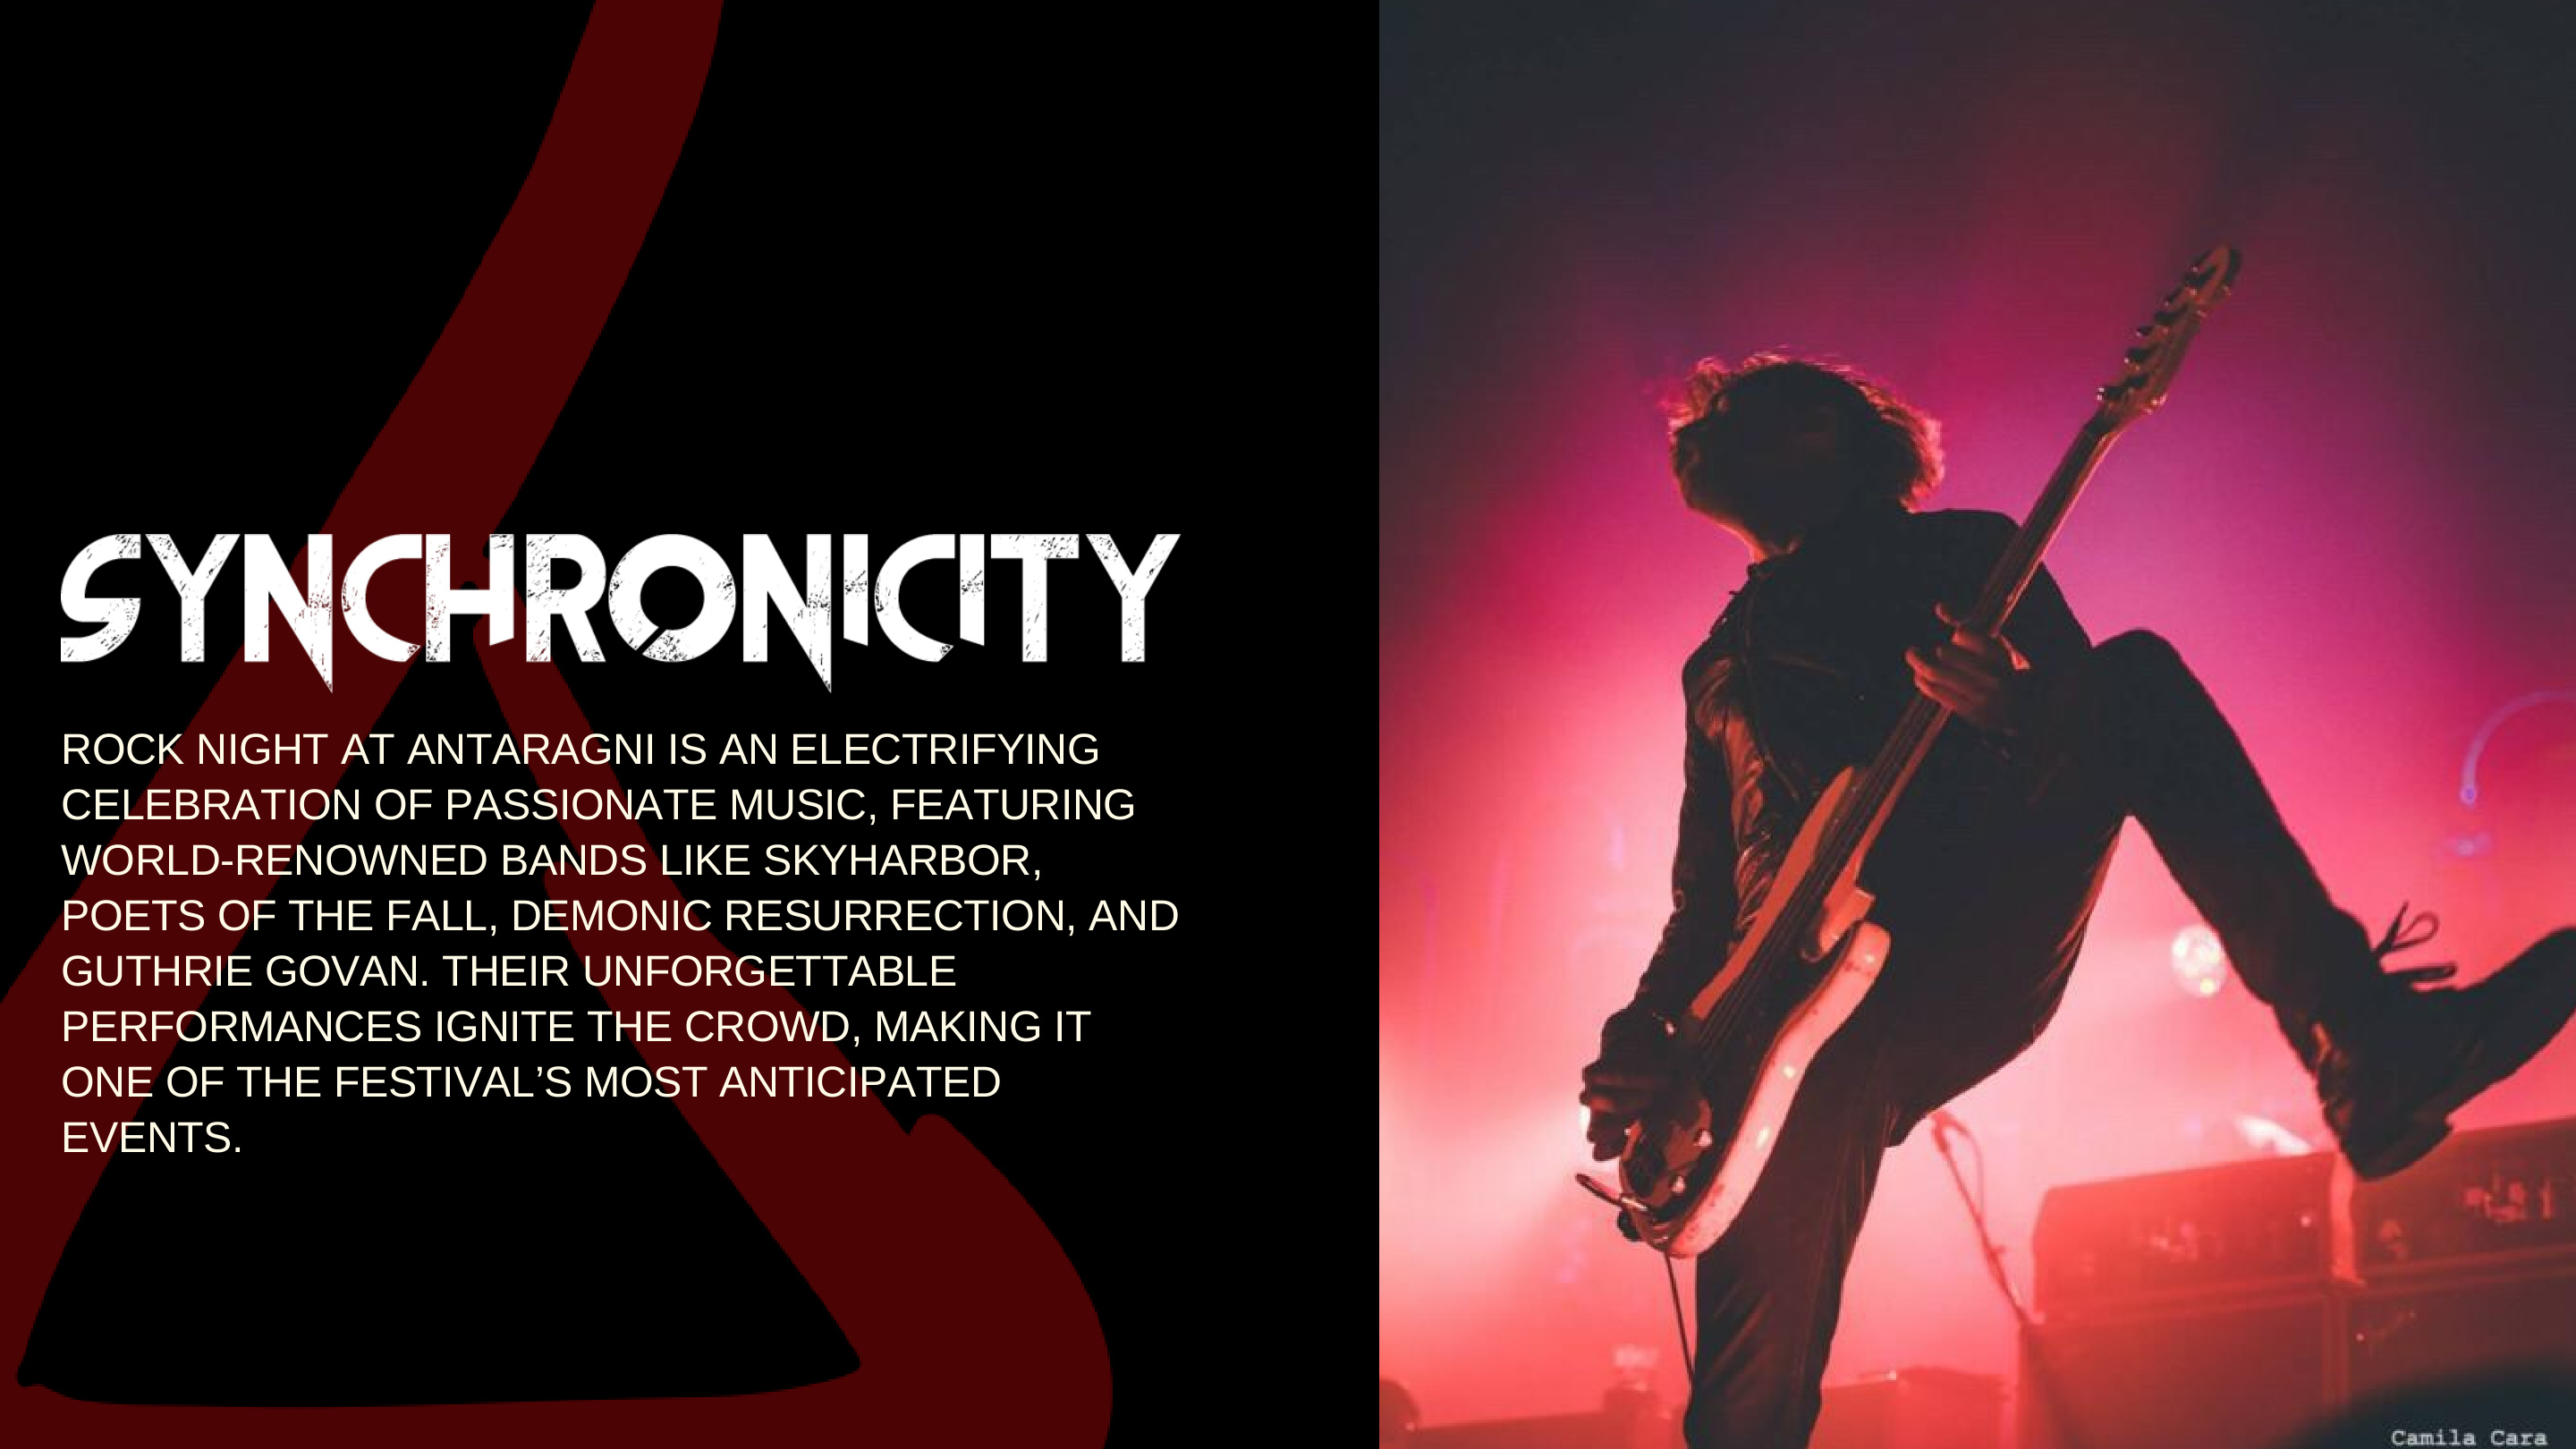 SYNCHRONICITY
ROCK NIGHT AT ANTARAGNI IS AN ELECTRIFYING
CELEBRATION OF PASSIONATE MUSIC, FEATURING
WORLD-RENOWNED BANDS LIKE SKYHARBOR,
POETS OF THE FALL, DEMONIC RESURRECTION, AND
GUTHRIE GOVAN. THEIR UNFORGETTABLE
PERFORMANCES IGNITE THE CROWD, MAKING IT
ONE OF THE FESTIVAL’S MOST ANTICIPATED
EVENTS.
Camila Cara